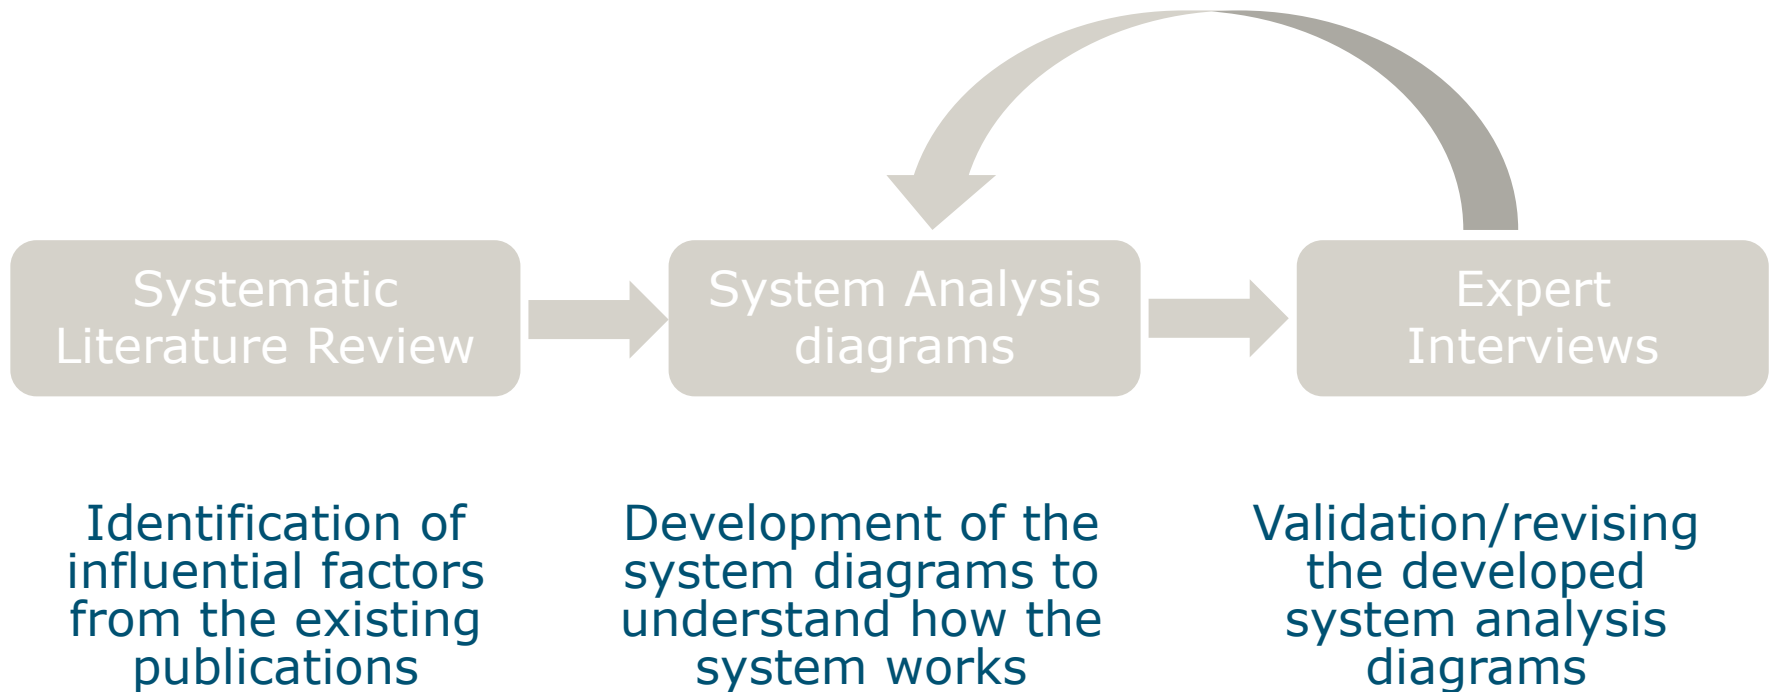 Systematic
Literature Review
System Analysis
diagrams
Expert
Interviews
Identification of
influential factors
from the existing
publications
Development of the
system diagrams to
understand how the
system works
Validation/revising
the developed
system analysis
diagrams